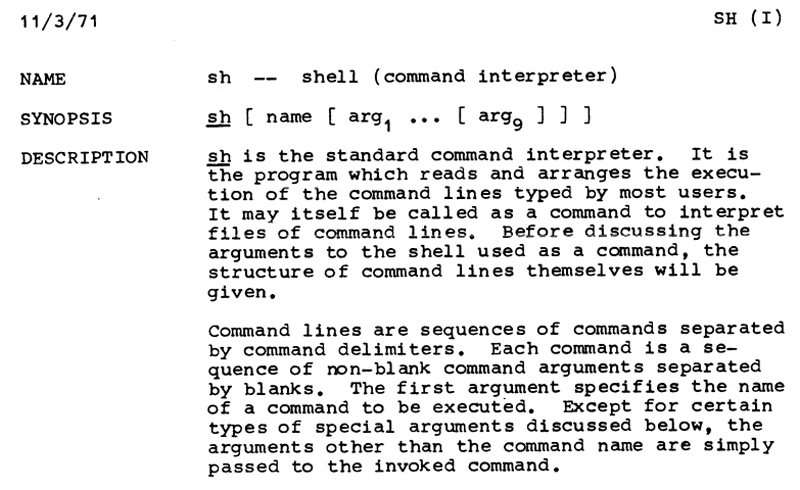 11/3/71 SH (I)
NAME sh -- shell (command interpreter)
SYNOPSIS sh [ name [ arg1 ... [ arg9 ] ] ]
DESCRIPTION sh is the standard command interpreter. It is
the program which reads and arranges the execu-
tion of the command lines typed by most users.
It may itself be called as a command to interpret
files of command lines. Before discussing the
arguments to the shell used as a command, the
structure of command lines themselves will be
given.
Command lines are sequences of commands separated
by command delimiters. Each command is a se-
quence of non-blank command arguments separated
by blanks. The first argument specifies the name
of a command to be executed. Except for certain
types of special arguments discussed below, the
arguments other than the command name are simply
passed to the invoked command.